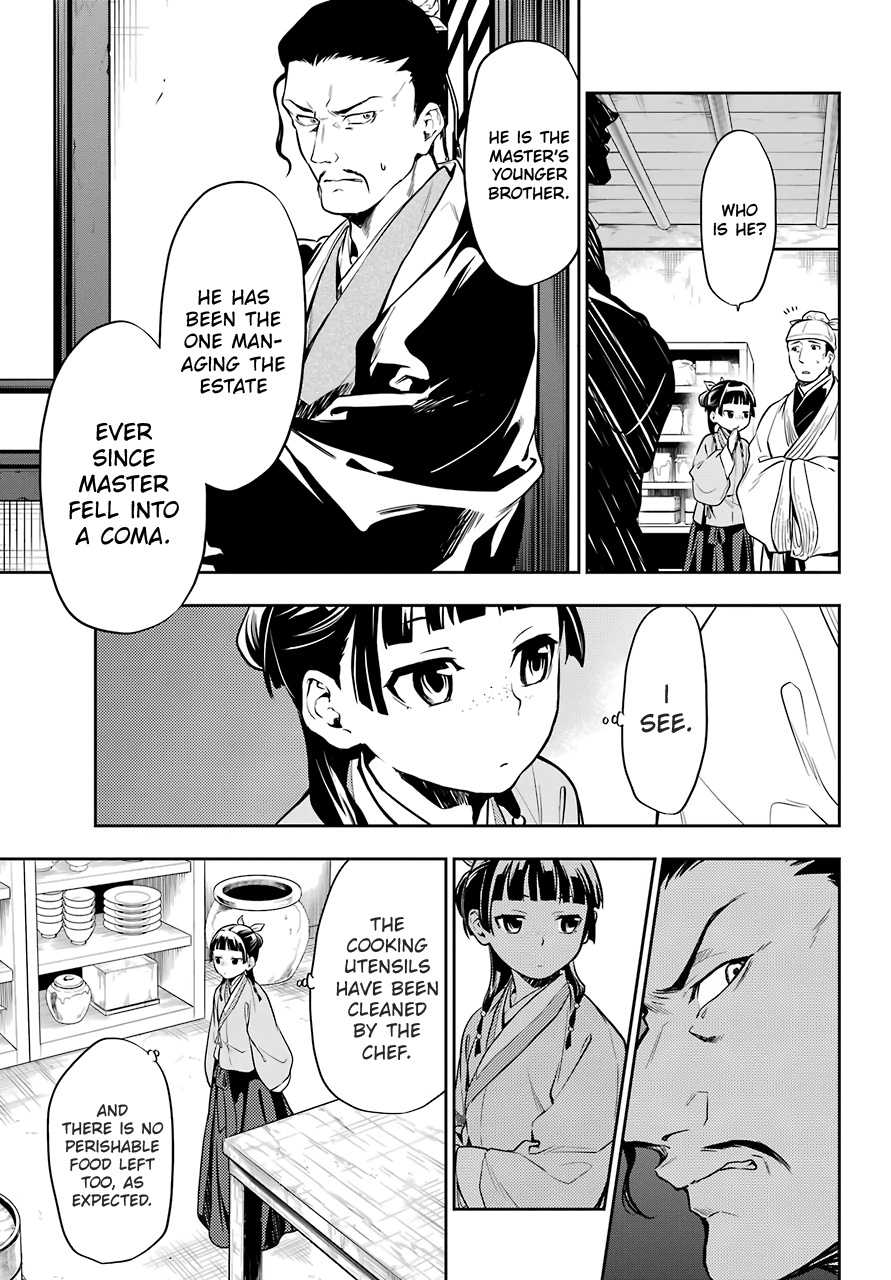 WHO
IS HE?
HE IS THE
MASTER'S
YOUNGER
BROTHER.
HE HAS
BEEN THE
ONE MAN-
AGING THE
ESTATE
EVER
SINCE
MASTER
FELL INTO
A COMA.
I
SEE.
THE
COOKING
UTENSILS
HAVE BEEN
CLEANED
BY THE
CHEF.
AND
THERE IS NO
PERISHABLE
FOOD LEFT
TOO, AS
EXPECTED.